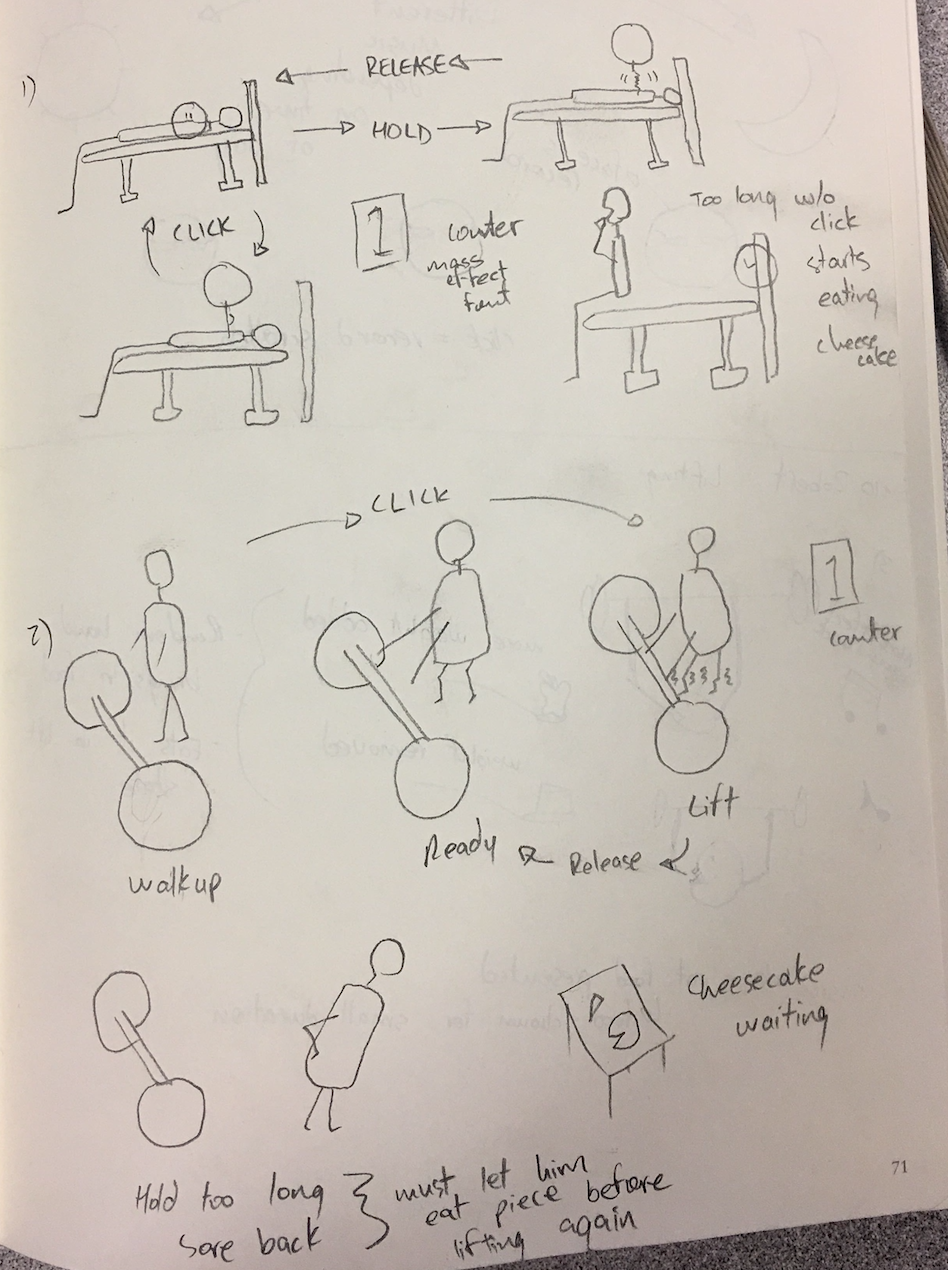 1)
RELEASE
HOLD
CLICK
1
counter
mass
effect
font
Too long w/o
click
starts
eating
cheese
cake
CLICK
2)
1
counter
Walkup
Ready
Release
Lift
Cheesecake
waiting
Hold too long
sore back
must let him
eat piece before
lifting again
71